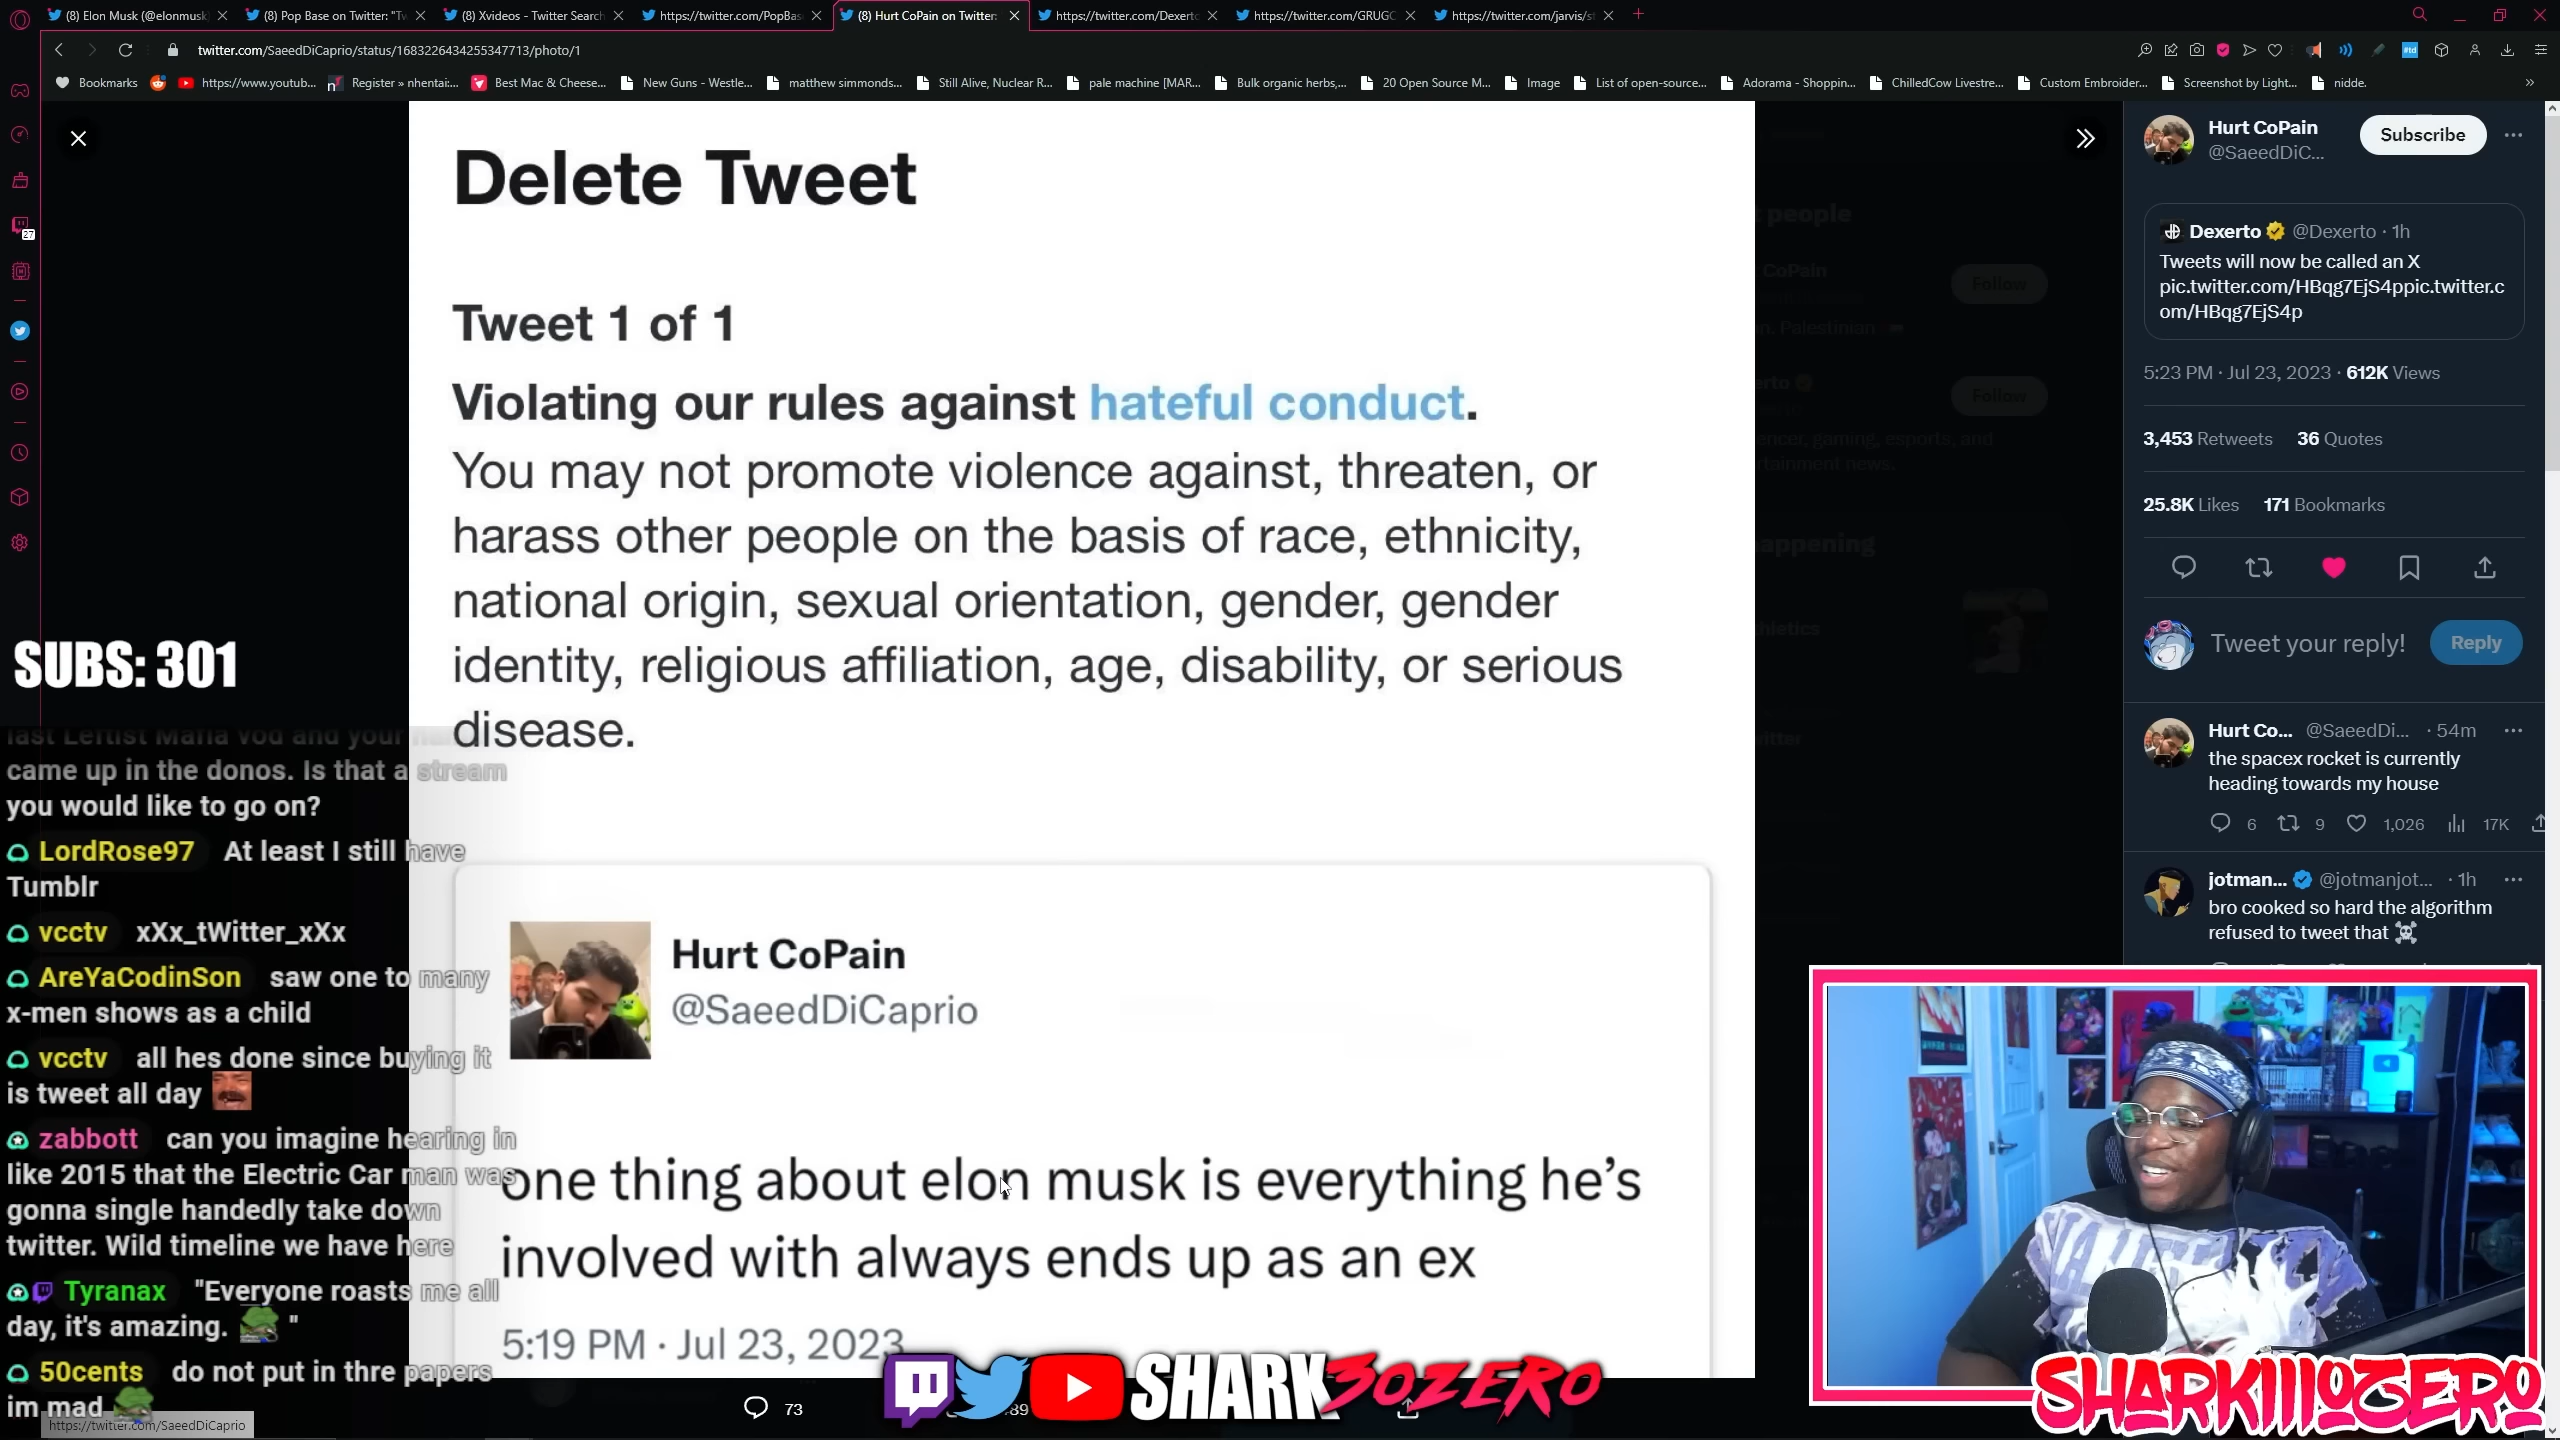 (8) Elon Musk (@elonmusk
(8) Pop Base on Twitter: "Tw
(8) Xvideos - Twitter Search
https://twitter.com/PopBas
(8) Hurt CoPain on Twitter:
https://twitter.com/Dexert
https://twitter.com/GRUGC
https://twitter.com/jarvis/s
twitter.com/SaeedDiCaprio/status/1683226434255347713/photo/1
Bookmarks
https://www.youtub...
Register » nhentai:...
Best Mac & Cheese...
New Guns - Westle...
matthew simmonds...
Still Alive, Nuclear R...
pale machine [MAR...
Bulk organic herbs,...
20 Open Source M...
Image
List of open-source...
Adorama - Shoppin...
ChilledCow Livestre...
Custom Embroider...
Screenshot by Light...
nidde.
27
Delete Tweet
Tweet 1 of 1
Violating our rules against hateful conduct.
You may not promote violence against, threaten, or
harass other people on the basis of race, ethnicity,
national origin, sexual orientation, gender, gender
identity, religious affiliation, age, disability, or serious
disease.
Hurt CoPain
@SaeedDiCaprio
one thing about elon musk is everything he's
involved with always ends up as an ex
5:19 PM · Jul 23, 2023
73
SUBS: 301
last Leftist Mafia vod and your
came up in the donos. Is that a stream
you would like to go on?
LordRose97 At least I still have
Tumblr
vcctv xXx_tWitter_xXx
AreYaCodinSon saw one to many
x-men shows as a child
vcctv all hes done since buying it
is tweet all day
zabbott can you imagine hearing in
like 2015 that the Electric Car man was
gonna single handedly take down
twitter. Wild timeline we have here
Tyranax "Everyone roasts me all
day, it's amazing. "
50cents do not put in thre papers
im mad
https://twitter.com/SaeedDiCaprio
people
CoPain
Follow
n. Palestinian
Follow
encer, gaming, esports, and
rtainment news.
appening
Hurt CoPain
@SaeedDiC...
Subscribe
Dexerto @Dexerto · 1h
Tweets will now be called an X
pic.twitter.com/HBqg7EjS4ppic.twitter.c
om/HBqg7EjS4p
5:23 PM · Jul 23, 2023 · 612K Views
3,453 Retweets 36 Quotes
25.8K Likes 171 Bookmarks
Tweet your reply!
Reply
Hurt Co... @SaeedDi... · 54m
the spacex rocket is currently
heading towards my house
6 9 1,026 17K
jotman... @jotmanjot... · 1h
bro cooked so hard the algorithm
refused to tweet that
SHARK3OZERO
SHARKIIIOZERO